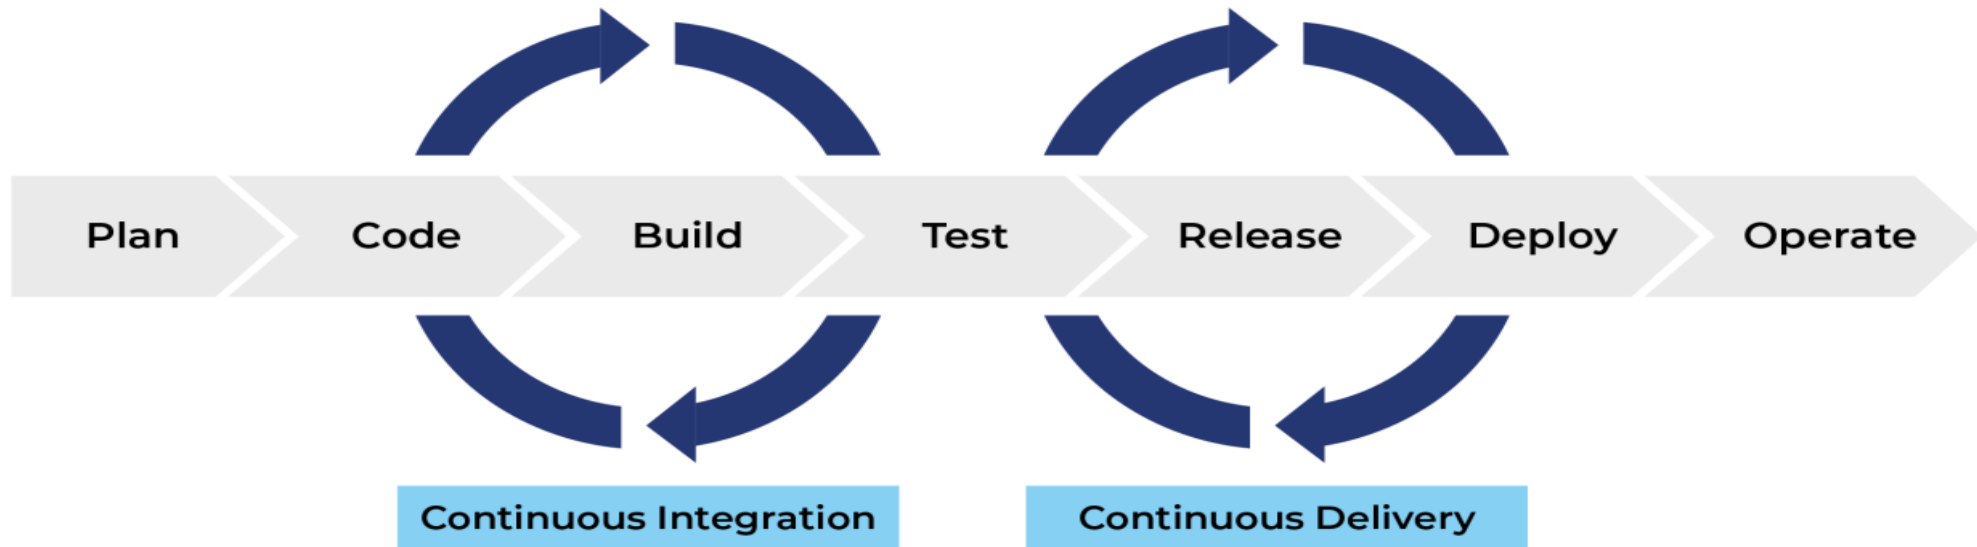 Plan
Code
Build
Test
Release
Deploy
Operate
Continuous Integration
Continuous Delivery